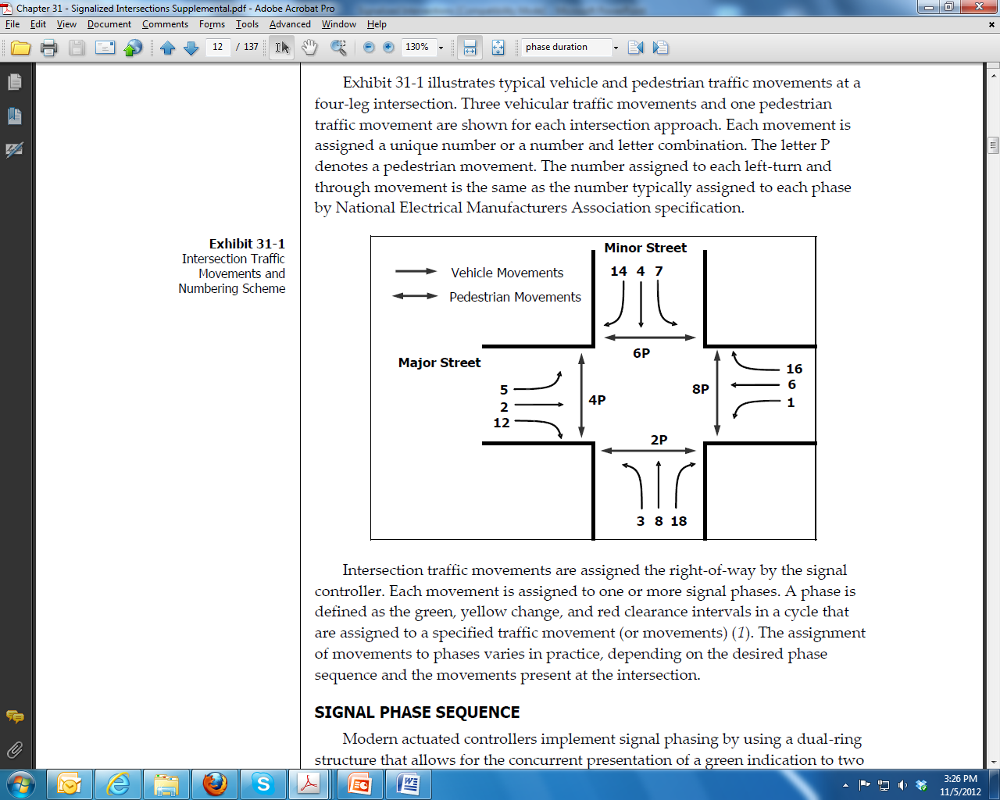 Chapter 31 - Signalized Intersections Supplemental.pdf - Adobe Acrobat Pro
File Edit View Document Comments Forms Tools Advanced Window Help
12 / 137 130% phase duration
Exhibit 31-1 illustrates typical vehicle and pedestrian traffic movements at a
four-leg intersection. Three vehicular traffic movements and one pedestrian
traffic movement are shown for each intersection approach. Each movement is
assigned a unique number or a number and letter combination. The letter P
denotes a pedestrian movement. The number assigned to each left-turn and
through movement is the same as the number typically assigned to each phase
by National Electrical Manufacturers Association specification.
Exhibit 31-1
Intersection Traffic
Movements and
Numbering Scheme
Minor Street
Vehicle Movements
Pedestrian Movements
14 4 7
6P
Major Street
5
2
12
4P
8P
16
6
1
2P
3 8 18
Intersection traffic movements are assigned the right-of-way by the signal
controller. Each movement is assigned to one or more signal phases. A phase is
defined as the green, yellow change, and red clearance intervals in a cycle that
are assigned to a specified traffic movement (or movements) (1). The assignment
of movements to phases varies in practice, depending on the desired phase
sequence and the movements present at the intersection.
SIGNAL PHASE SEQUENCE
Modern actuated controllers implement signal phasing by using a dual-ring
structure that allows for the concurrent presentation of a green indication to two
3:26 PM
11/5/2012